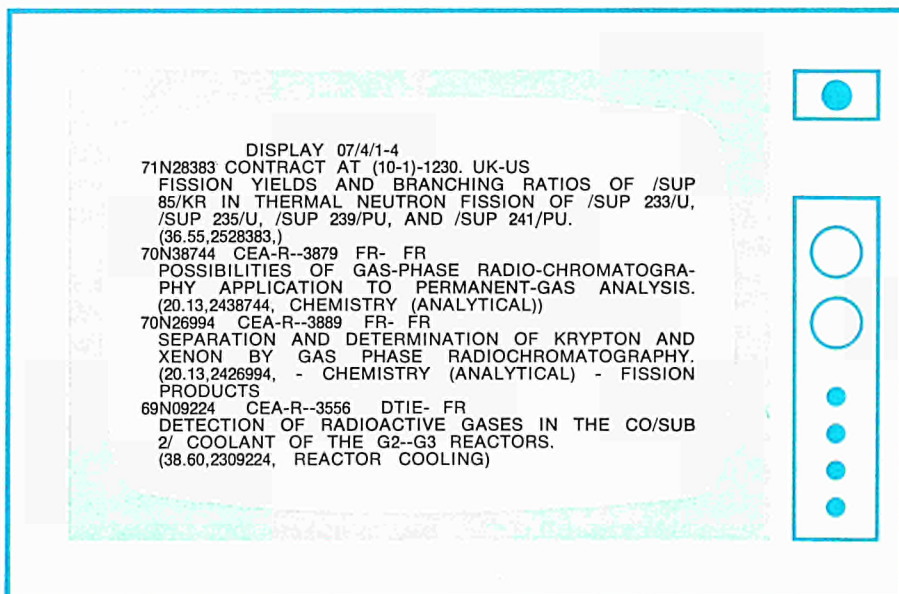 DISPLAY 07/4/1-4
71N28383 CONTRACT AT (10-1)-1230. UK-US
FISSION YIELDS AND BRANCHING RATIOS OF /SUP
85/KR IN THERMAL NEUTRON FISSION OF /SUP 233/U,
/SUP 235/U, /SUP 239/PU, AND /SUP 241/PU.
(36.55,2528383,)
70N38744 CEA-R--3879 FR- FR
POSSIBILITIES OF GAS-PHASE RADIO-CHROMATOGRA-
PHY APPLICATION TO PERMANENT-GAS ANALYSIS.
(20.13,2438744, CHEMISTRY (ANALYTICAL))
70N26994 CEA-R--3889 FR- FR
SEPARATION AND DETERMINATION OF KRYPTON AND
XENON BY GAS PHASE RADIOCHROMATOGRAPHY.
(20.13,2426994, - CHEMISTRY (ANALYTICAL) - FISSION
PRODUCTS
69N09224 CEA-R--3556 DTIE- FR
DETECTION OF RADIOACTIVE GASES IN THE CO/SUB
2/ COOLANT OF THE G2--G3 REACTORS.
(38.60,2309224, REACTOR COOLING)